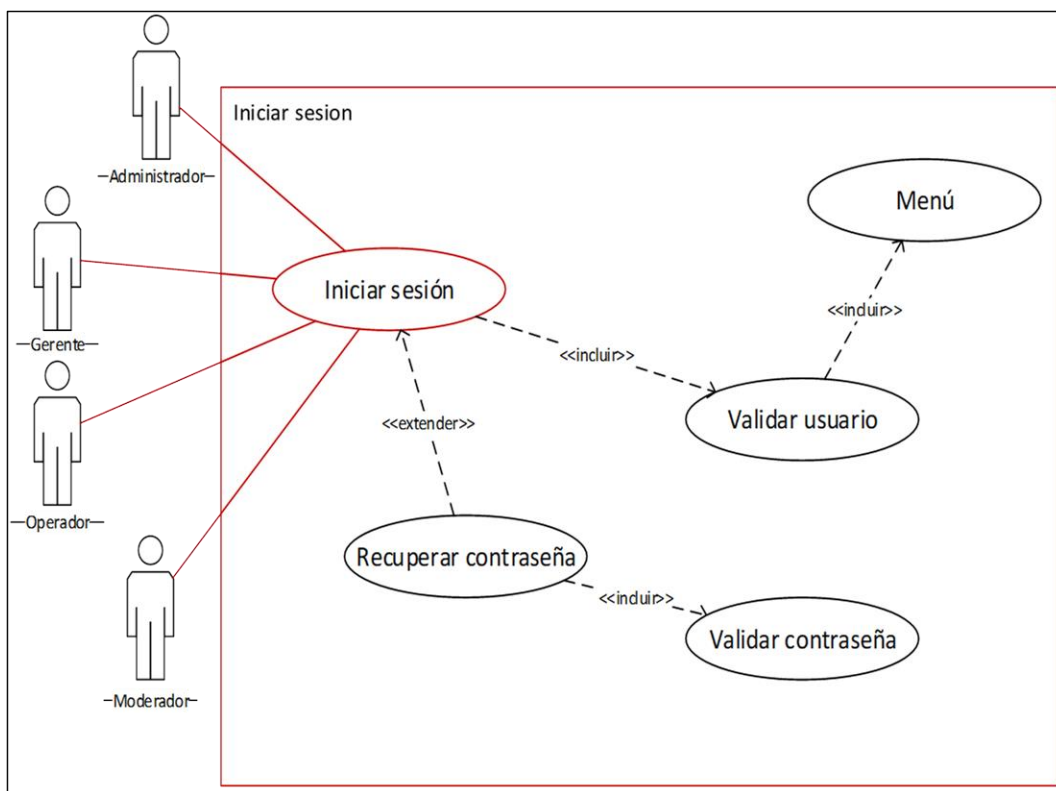 Administrador
Iniciar sesion
Menú
Gerente
Iniciar sesión
<<incluir>>
<<incluir>>
Validar usuario
<<extender>>
Operador
Recuperar contraseña
<<incluir>>
Validar contraseña
Moderador